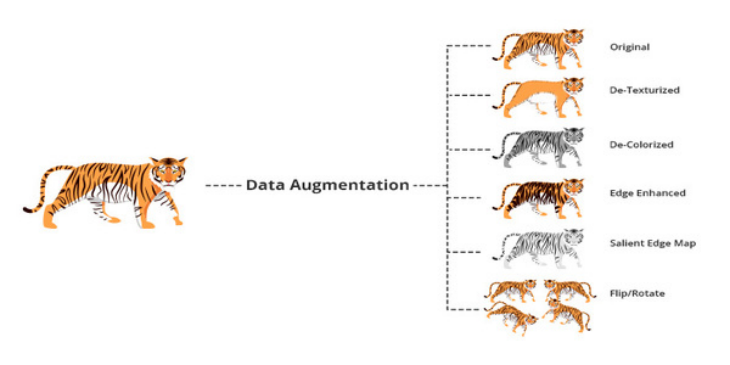 Original
De-Texturized
De-Colorized
Data Augmentation
Edge Enhanced
Salient Edge Map
Flip/Rotate